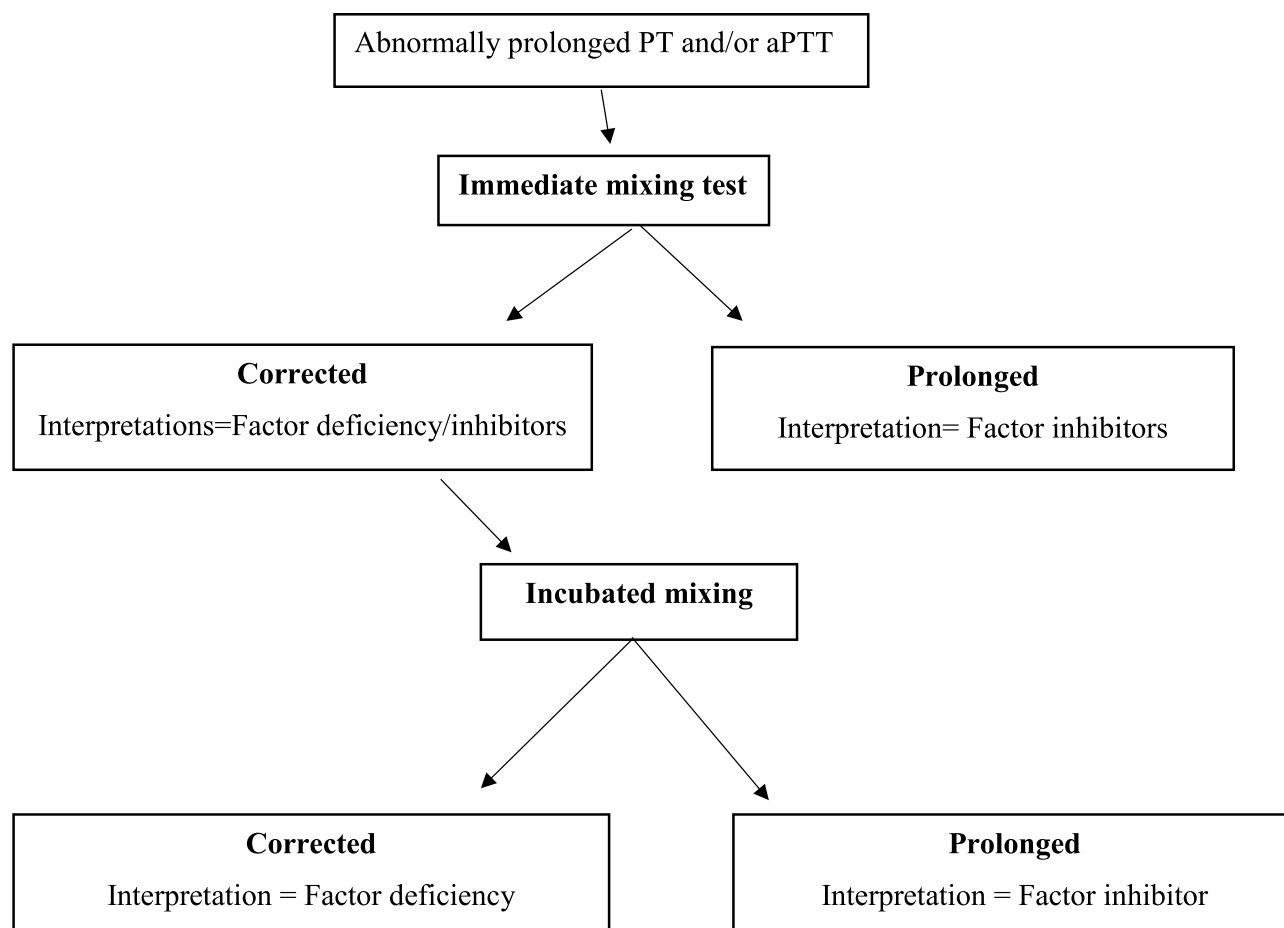 Abnormally prolonged PT and/or aPTT
Immediate mixing test
Corrected
Interpretations=Factor deficiency/inhibitors
Prolonged
Interpretation= Factor inhibitors
Incubated mixing
Corrected
Interpretation = Factor deficiency
Prolonged
Interpretation = Factor inhibitor